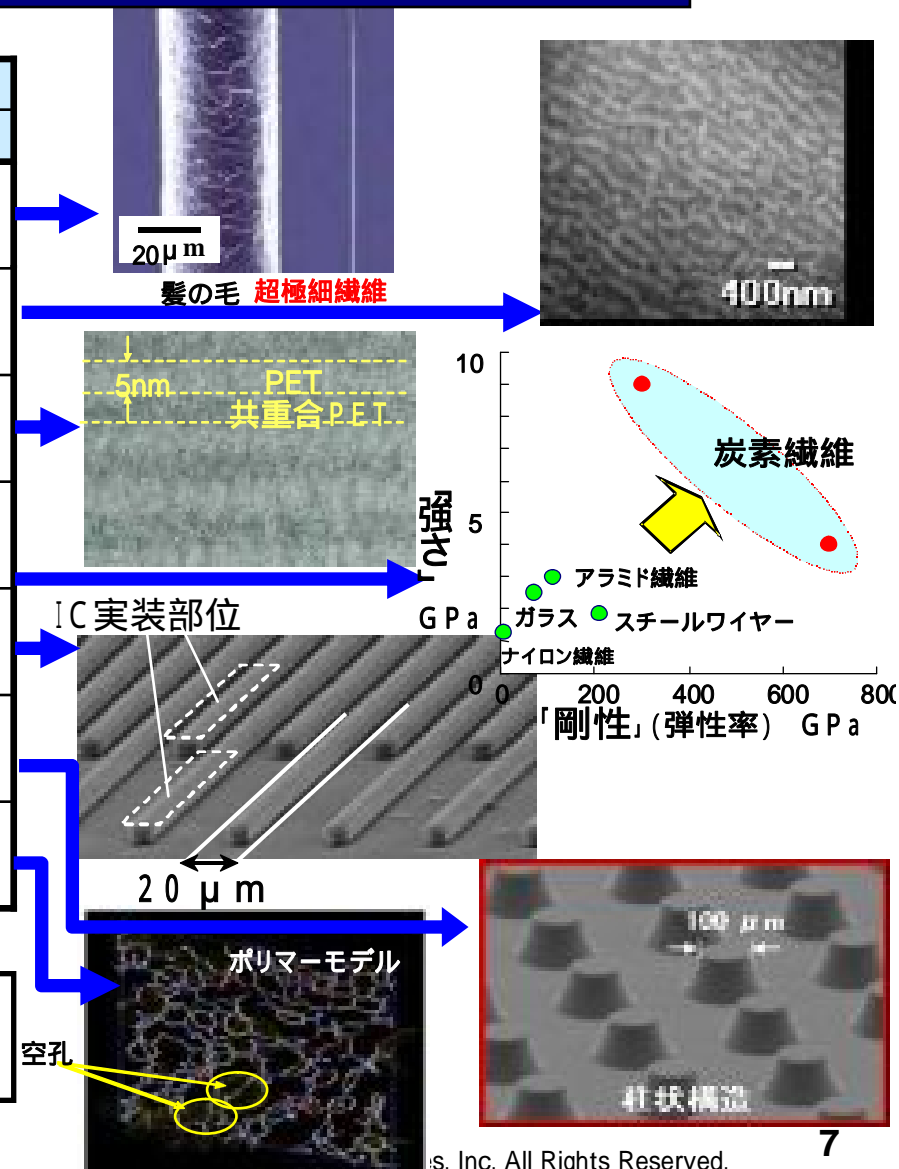 20μm
髪の毛 超極細繊維
400nm
5nm
PET
共重合PET
10
5
0
「強さ」
GPa
炭素繊維
アラミド繊維
ガラス
スチールワイヤー
ナイロン繊維
0 200 400 600 800
「剛性」(弾性率) GPa
IC実装部位
20μm
100μm
柱状構造
ポリマーモデル
空孔
s, Inc. All Rights Reserved.
7